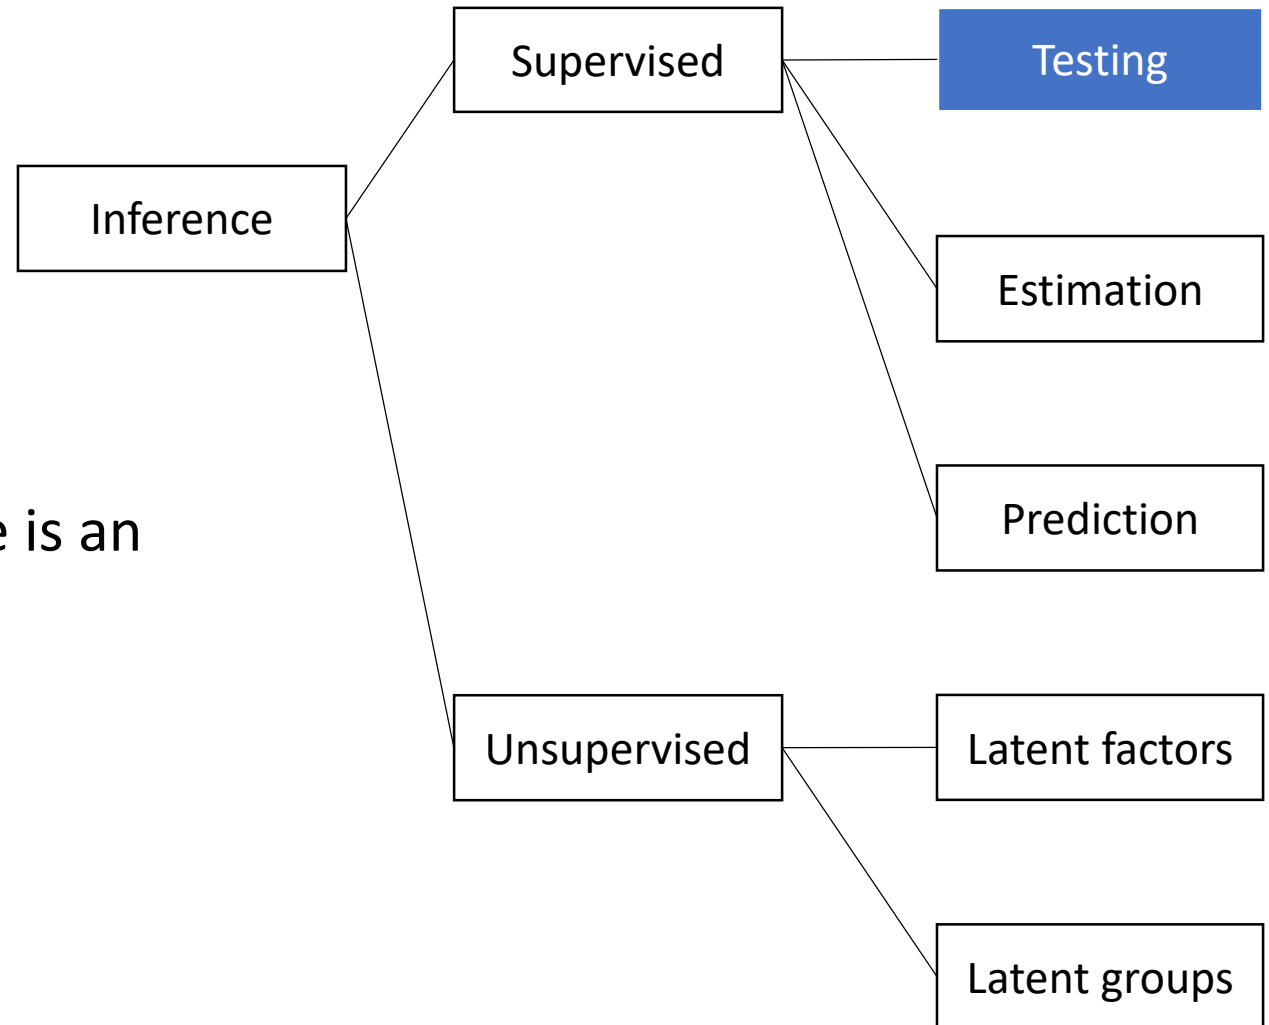 Supervised
Testing
Inference
Estimation
Prediction
is an
Unsupervised
Latent factors
Latent groups